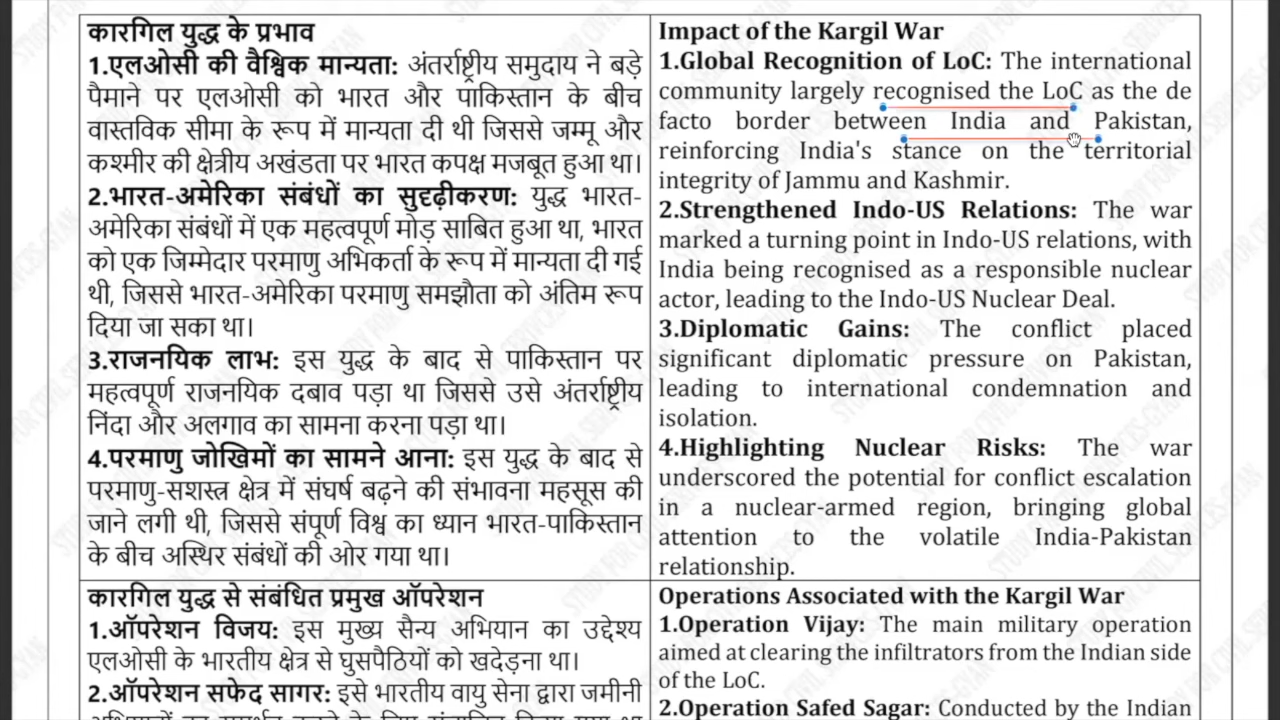 कारगिल युद्ध के प्रभाव
1.एलओसी की वैश्विक मान्यता: अंतर्राष्ट्रीय समुदाय ने बड़े
पैमाने पर एलओसी को भारत और पाकिस्तान के बीच
वास्तविक सीमा के रूप में मान्यता दी थी जिससे जम्मू और
कश्मीर की क्षेत्रीय अखंडता पर भारत कपक्ष मजबूत हुआ था।
2.भारत-अमेरिका संबंधों का सुदृढ़ीकरण: युद्ध भारत-
अमेरिका संबंधों में एक महत्वपूर्ण मोड़ साबित हुआ था, भारत
को एक जिम्मेदार परमाणु अभिकर्ता के रूप में मान्यता दी गई
थी, जिससे भारत-अमेरिका परमाणु समझौता को अंतिम रूप
दिया जा सका था।
3.राजनयिक लाभ: इस युद्ध के बाद से पाकिस्तान पर
महत्वपूर्ण राजनयिक दबाव पड़ा था जिससे उसे अंतर्राष्ट्रीय
निंदा और अलगाव का सामना करना पड़ा था।
4.परमाणु जोखिमों का सामने आना: इस युद्ध के बाद से
परमाणु-सशस्त्र क्षेत्र में संघर्ष बढ़ने की संभावना महसूस की
जाने लगी थी, जिससे संपूर्ण विश्व का ध्यान भारत-पाकिस्तान
के बीच अस्थिर संबंधों की ओर गया था।
कारगिल युद्ध से संबंधित प्रमुख ऑपरेशन
1.ऑपरेशन विजय: इस मुख्य सैन्य अभियान का उद्देश्य
एलओसी के भारतीय क्षेत्र से घुसपैठियों को खदेड़ना था।
2.ऑपरेशन सफेद सागर: इसे भारतीय वायु सेना द्वारा जमीनी
Impact of the Kargil War
1.Global Recognition of LoC: The international
community largely recognised the LoC as the de
facto border between India and Pakistan,
reinforcing India's stance on the territorial
integrity of Jammu and Kashmir.
2.Strengthened Indo-US Relations: The war
marked a turning point in Indo-US relations, with
India being recognised as a responsible nuclear
actor, leading to the Indo-US Nuclear Deal.
3.Diplomatic Gains: The conflict placed
significant diplomatic pressure on Pakistan,
leading to international condemnation and
isolation.
4.Highlighting Nuclear Risks: The war
underscored the potential for conflict escalation
in a nuclear-armed region, bringing global
attention to the volatile India-Pakistan
relationship.
Operations Associated with the Kargil War
1.Operation Vijay: The main military operation
aimed at clearing the infiltrators from the Indian side
of the LoC.
2.Operation Safed Sagar: Conducted by the Indian